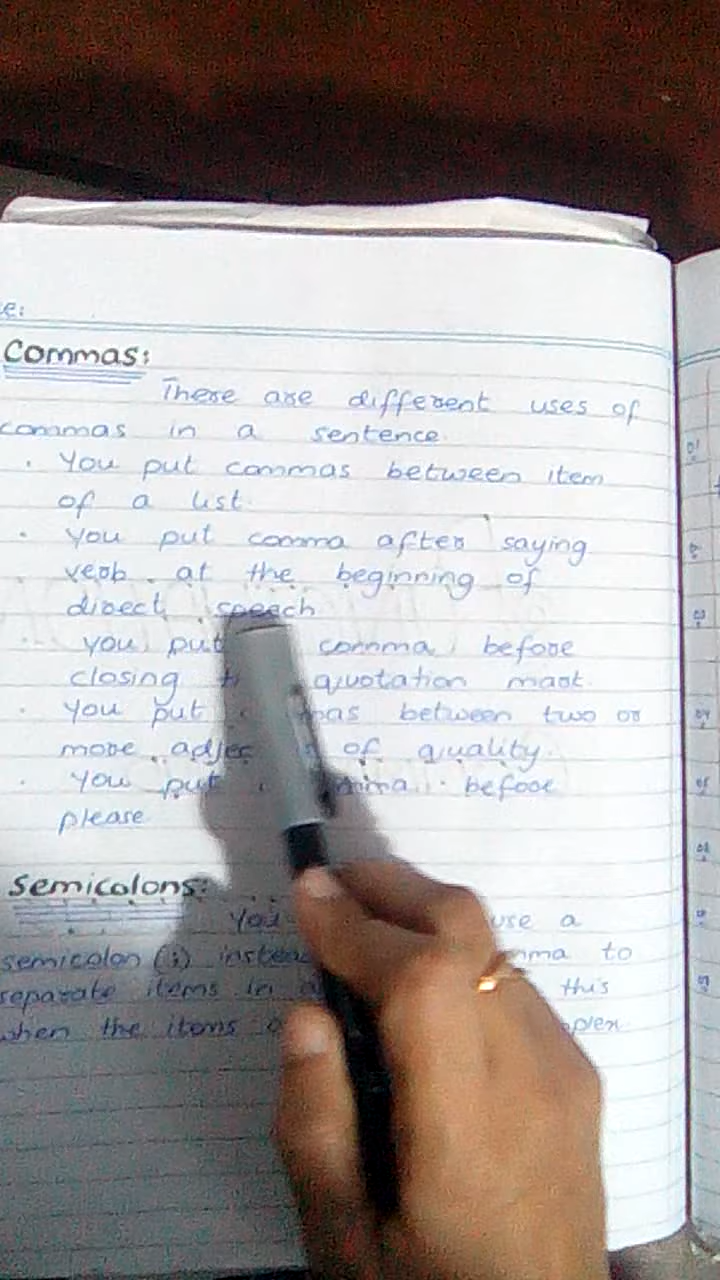 e:
Commas:
There are different uses of
commas in a sentence
. You put commas between item
of a list.
. you put comma after saying
verb. at the beginning of
direct speech
. you put comma before
closing quotation mark.
. You put between two or
more of quality.
. You put before
please
Semicolons:
You use a
semicolon (;) to
separate items in this
when the items